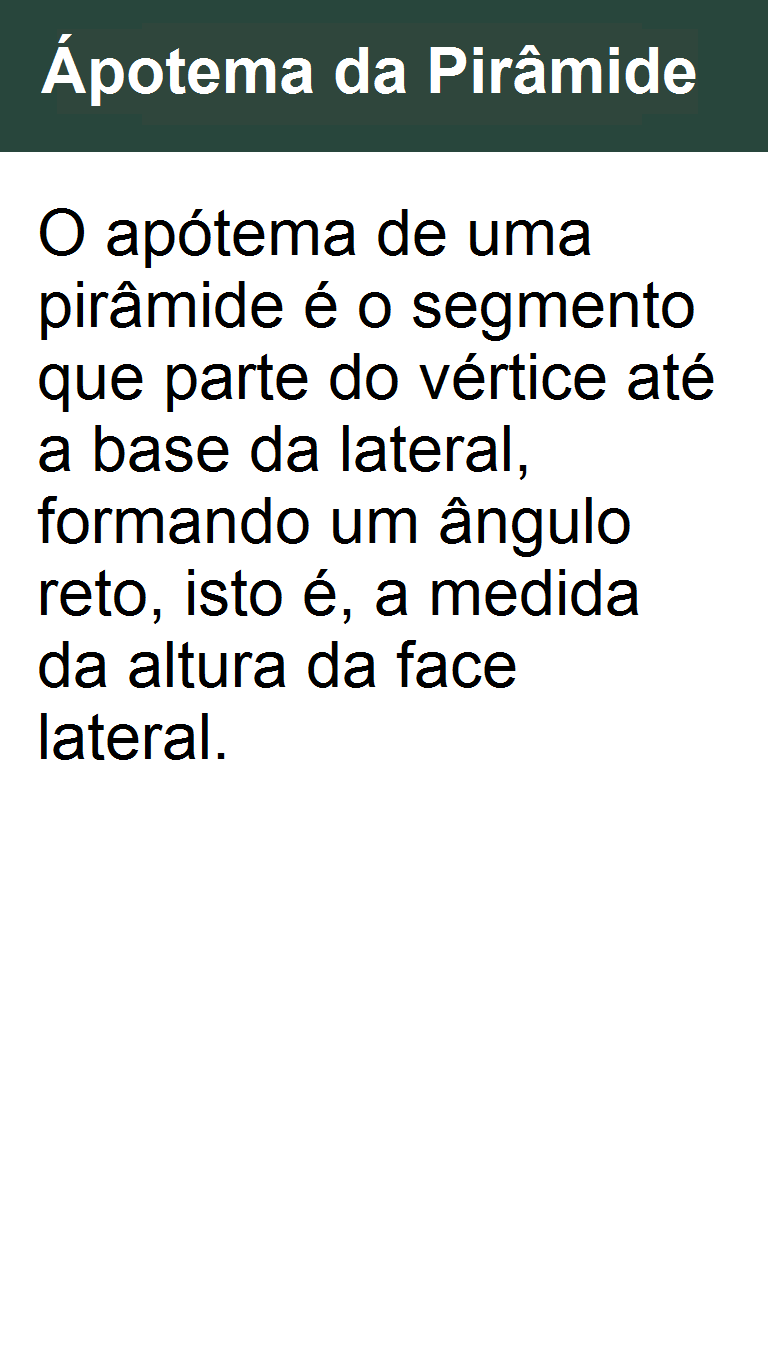 Ápotema da Pirâmide
O apótema de uma
pirâmide é o segmento
que parte do vértice até
a base da lateral,
formando um ângulo
reto, isto é, a medida
da altura da face
lateral.